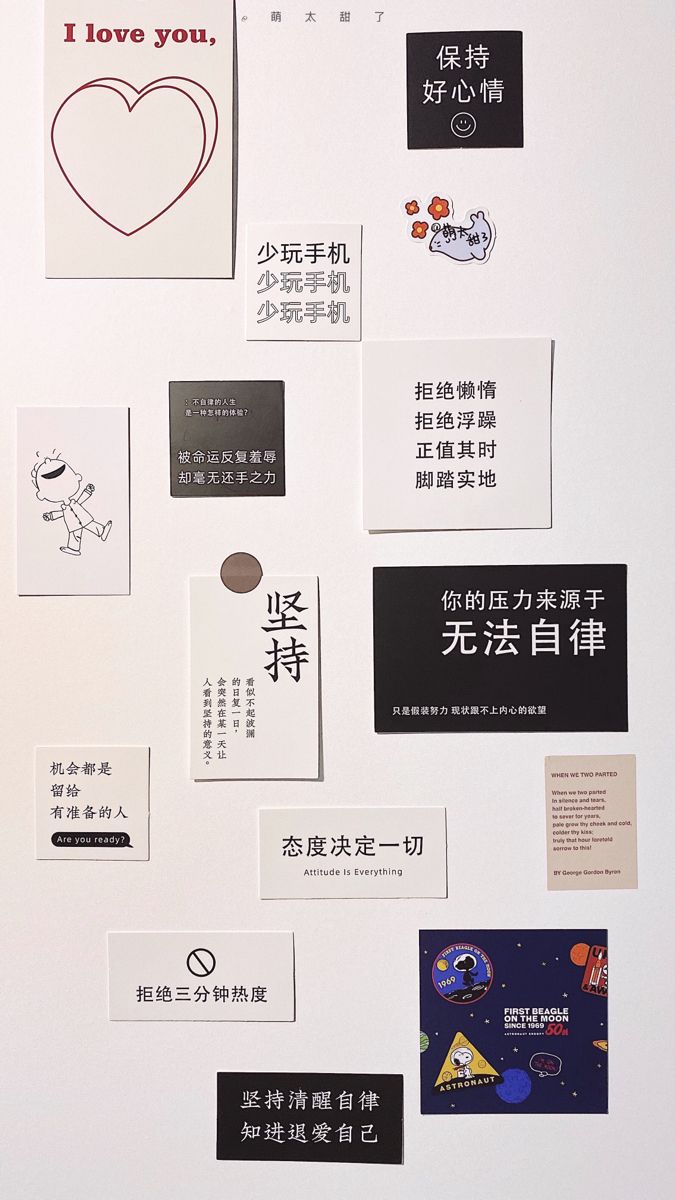 萌太甜了
I love you,
保持
好心情
@萌太
甜了
少玩手机
少玩手机
少玩手机
拒绝懒惰
拒绝浮躁
正值其时
脚踏实地
：不自律的人生
是一种怎样的体验？
被命运反复羞辱
却毫无还手之力
坚持
看似不起波澜
的日复一日，
会突然在某一天让
人看到坚持的意义。
你的压力来源于
无法自律
只是假装努力 现状跟不上内心的欲望
机会都是
留给
有准备的人
Are you ready?
态度决定一切
Attitude Is Everything
WHEN WE TWO PARTED
When we two parted
In silence and tears,
half broken-hearted
to sever for years,
pale grew thy cheek and cold,
colder thy kiss;
truly that hour foretold
sorrow to this!
BY George Gordon Byron
拒绝三分钟热度
FIRST BEAGLE ON THE MOON
1969
FIRST BEAGLE
ON THE MOON
SINCE 1969 50th
ASTRONAUT SNOOPY
I'M ON
THE MOON
ASTRONAUT
坚持清醒自律
知进退爱自己